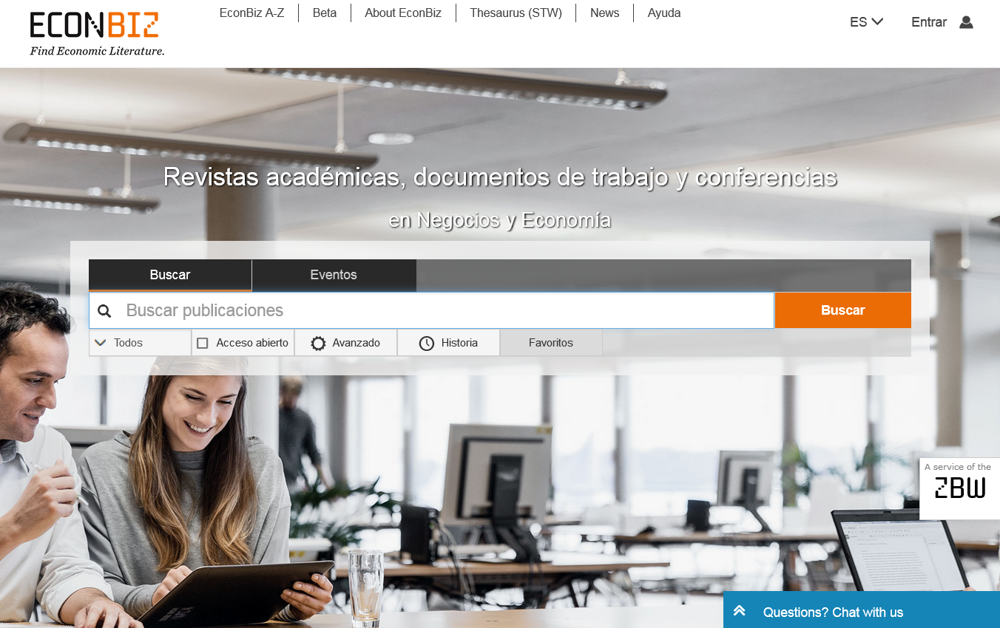 ECONBIZ
Find Economic Literature.
EconBiz A-Z
Beta
About EconBiz
Thesaurus (STW)
News
Ayuda
ES
Entrar
Revistas académicas, documentos de trabajo y conferencias
en Negocios y Economía
Buscar
Eventos
Buscar publicaciones
Buscar
Todos
Acceso abierto
Avanzado
Historia
Favoritos
A service of the
ZBW
Questions? Chat with us